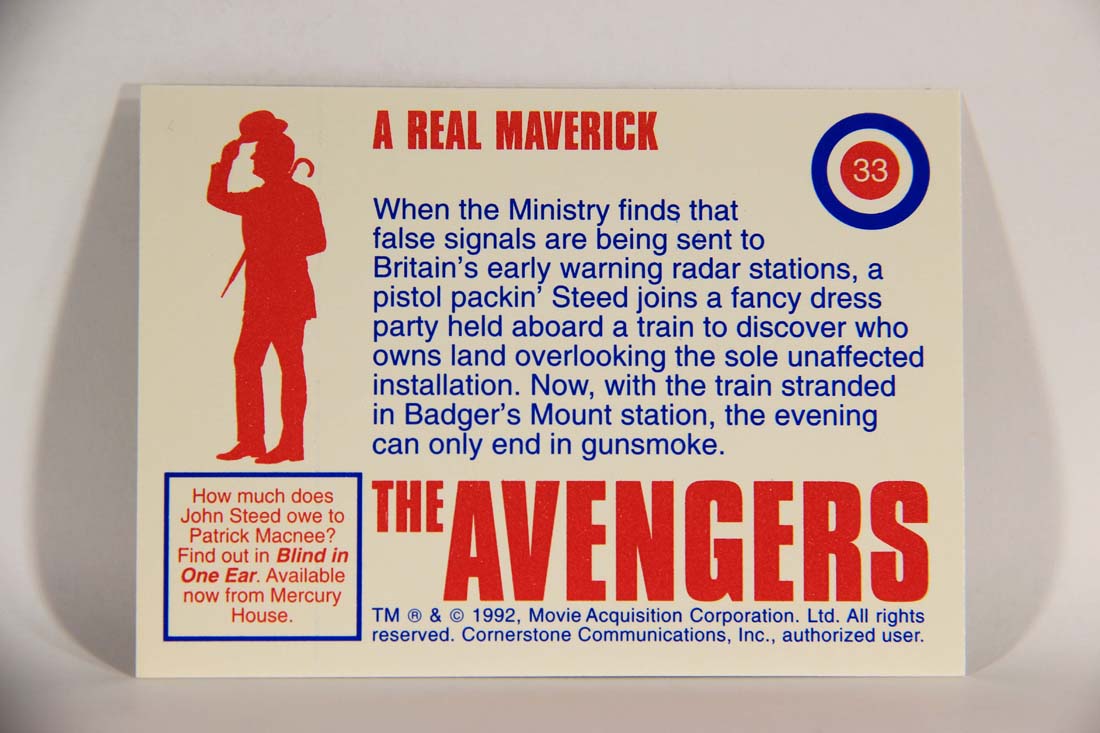 A REAL MAVERICK
33
When the Ministry finds that
false signals are being sent to
Britain's early warning radar stations, a
pistol packin' Steed joins a fancy dress
party held aboard a train to discover who
owns land overlooking the sole unaffected
installation. Now, with the train stranded
in Badger's Mount station, the evening
can only end in gunsmoke.
How much does
John Steed owe to
Patrick Macnee?
Find out in Blind in
One Ear. Available
now from Mercury
House.
THE AVENGERS
TM ® & © 1992, Movie Acquisition Corporation. Ltd. All rights
reserved. Cornerstone Communications, Inc., authorized user.